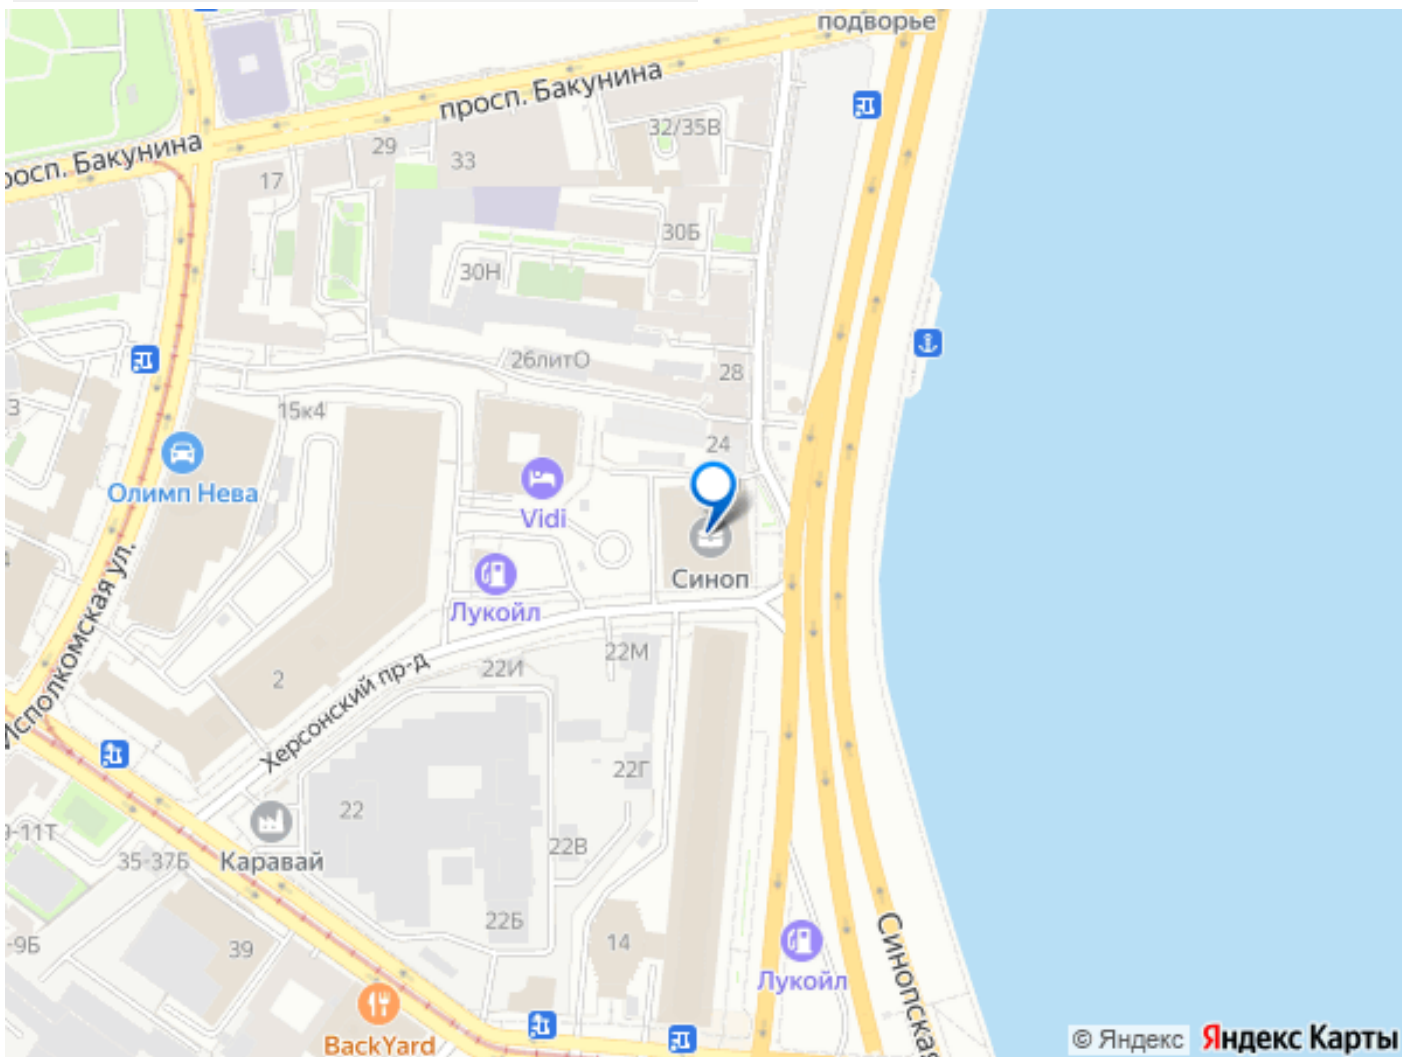 подворье
просп. Бакунина
32/35В
просп. Бакунина
29
33
17
30Б
30Н
26литО
28
3
15к4
24
Олимп Нева
Vidi
Синоп
Лукойл
Исполкомская ул.
22М
22И
2
Херсонский пр-д
22Г
22
22В
9-11Т
35-37Б
Каравай
22Б
14
39
-9Б
Синопская
Лукойл
BackYard
© Яндекс Яндекс Карты